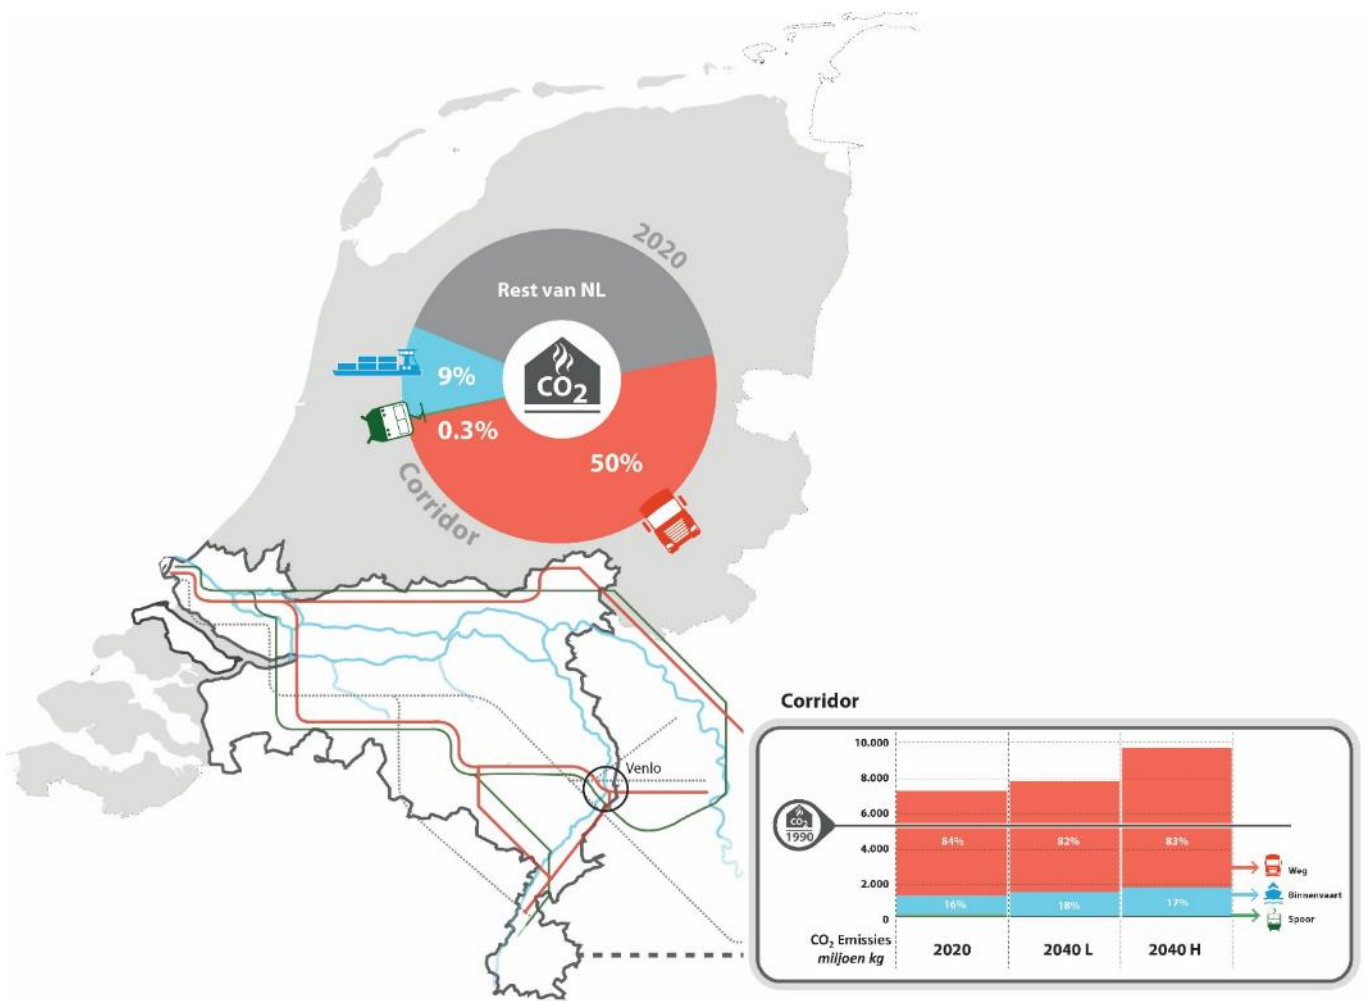 2020
Rest van NL
9%
CO2
0.3%
50%
Corridor
Venlo
Corridor
10.000
8.000
6.000
4.000
2.000
0
CO2
1990
84%
82%
83%
16%
18%
17%
Weg
Binnenvaart
Spoor
CO2 Emissies
miljoen kg
2020
2040 L
2040 H